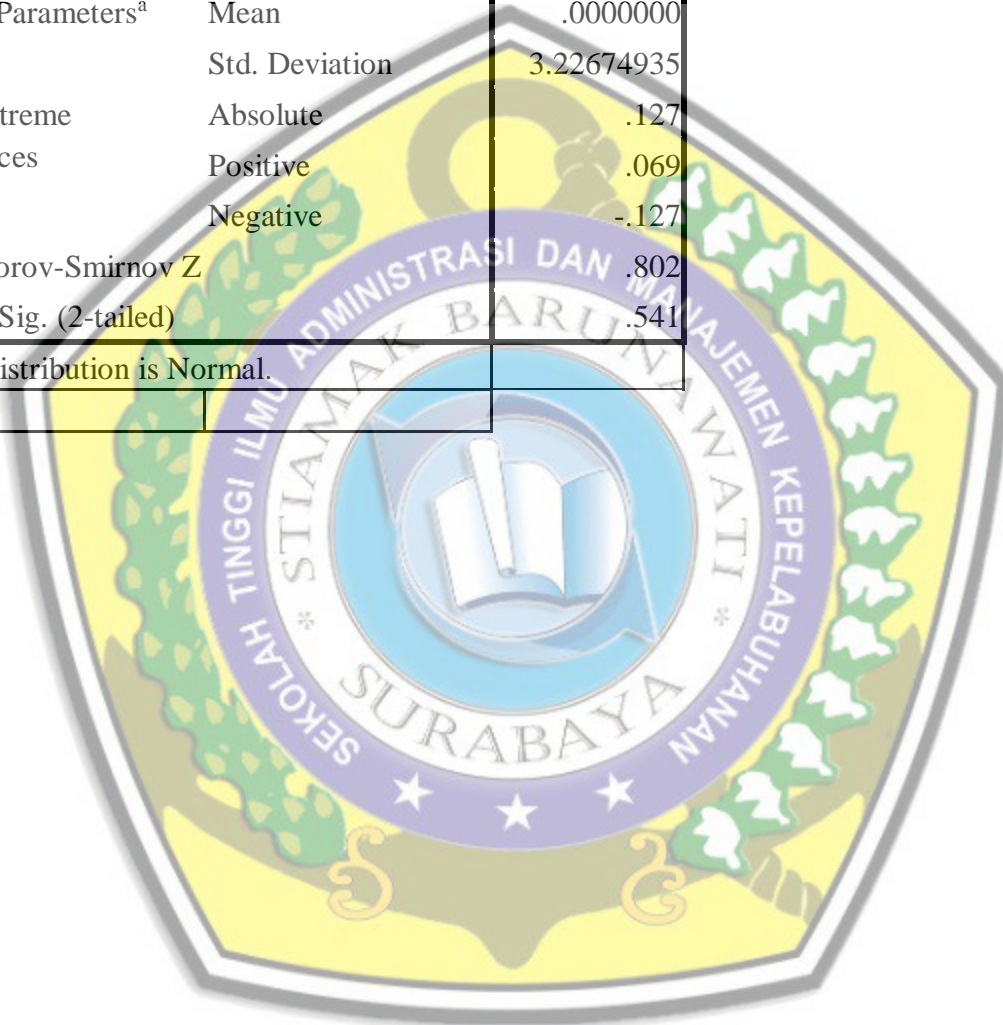 Parametersᵃ Mean .0000000
Std. Deviation 3.22674935
treme Absolute .127
ces Positive .069
Negative -.127
orov-Smirnov Z .802
Sig. (2-tailed) .541
istribution is Normal.
SEKOLAH TINGGI ILMU ADMINISTRASI DAN MANAJEMEN KEPELABUHANAN
* STIAMAK BARUNAWATI *
SURABAYA